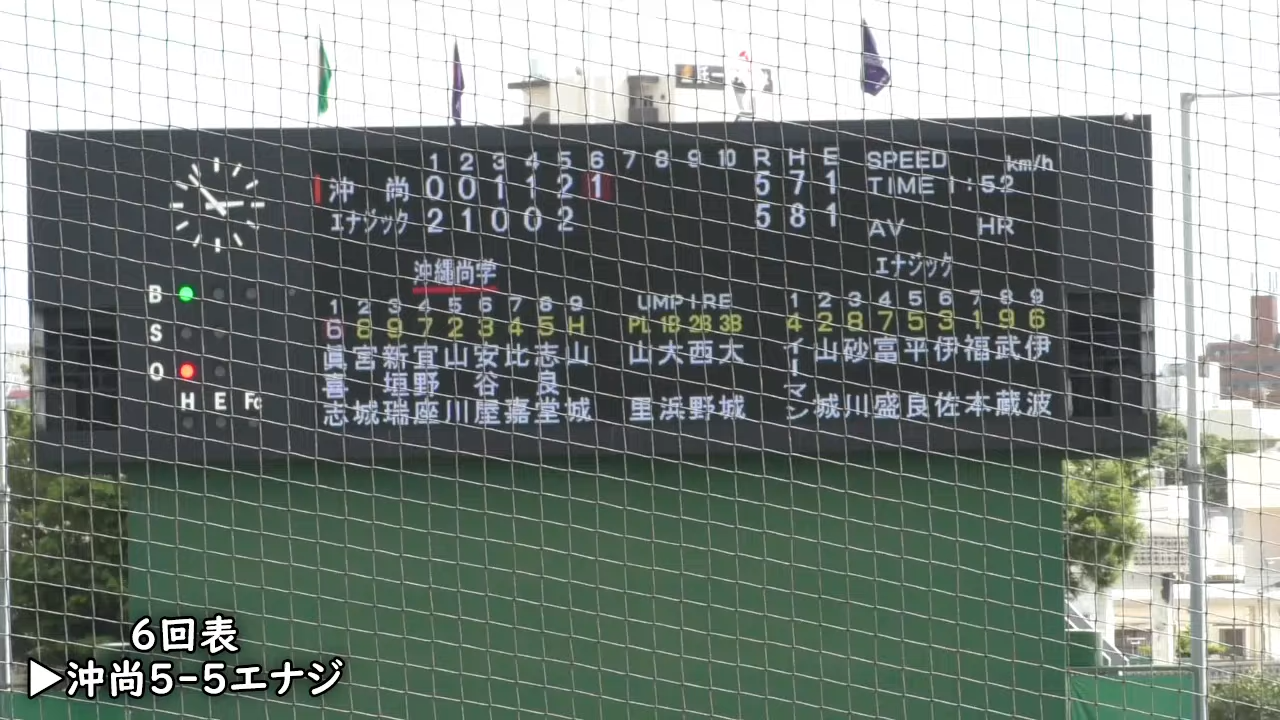 1 2 3 4 5 6 7 8 9 10 R H E SPEED km/h
沖 尚 0 0 1 1 2 1 5 7 1 TIME 1:52
エナジック 2 1 0 0 2 5 8 1 AV HR
沖縄尚学 エナジック
B
S
O
H E Fc
1 2 3 4 5 6 7 8 9 UMPIRE 1 2 3 4 5 6 7 8 9
6 8 9 7 2 3 4 5 H PL 1B 2B 3B 4 2 8 7 5 3 1 9 6
眞喜志 宮城 新垣瑞 宜野座 山川 安谷屋 比嘉 志良堂 山城 山里 大浜 西野 大城 イーマン 山城 砂川 富盛 平良 伊佐 福本 武蔵 伊波
6回表
▶沖尚5-5エナジ